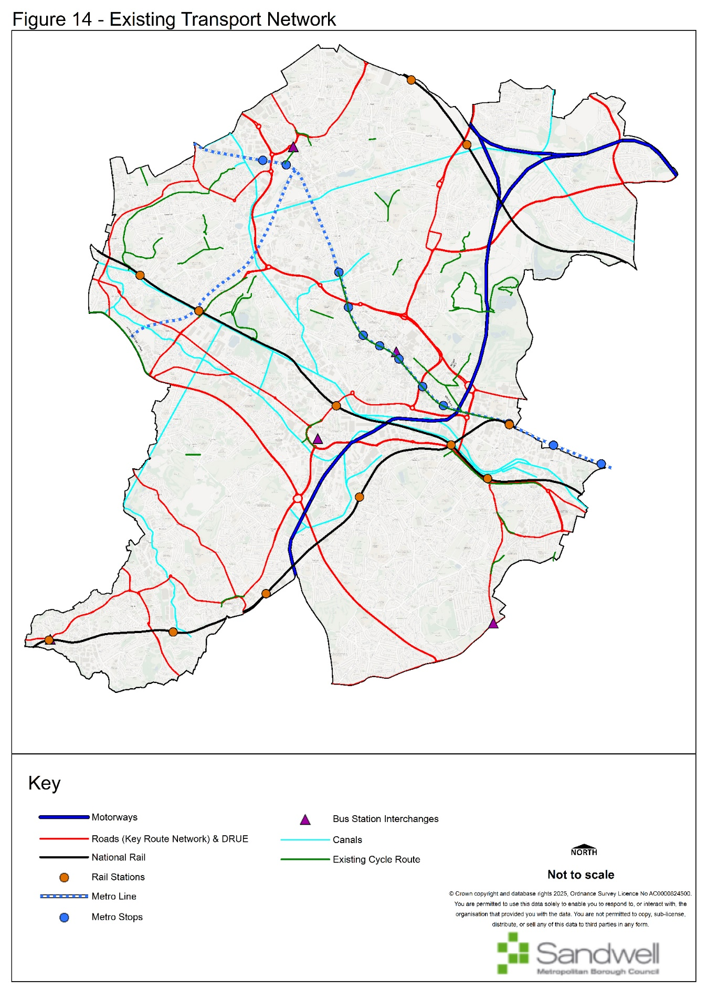 Figure 14 - Existing Transport Network
Key
Motorways
Roads (Key Route Network) & DRUE
National Rail
Rail Stations
Metro Line
Metro Stops
Bus Station Interchanges
Canals
Existing Cycle Route
NORTH
Not to scale
© Crown copyright and database rights 2025, Ordnance Survey Licence No AC0000824500.
You are permitted to use this data solely to enable you to respond to, or interact with, the
organisation that provided you with the data. You are not permitted to copy, sub-license,
distribute, or sell any of this data to third parties in any form.
Sandwell
Metropolitan Borough Council